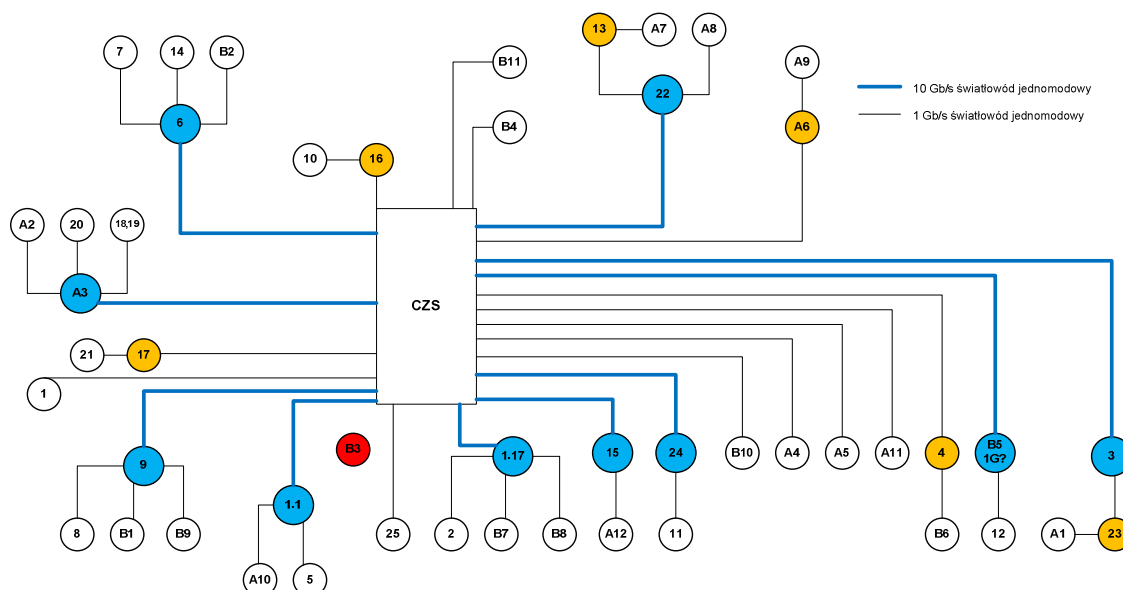 13
A7
A8
7
14
B2
B11
A9
22
10 Gb/s światłowód jednomodowy
1 Gb/s światłowód jednomodowy
6
B4
A6
10
16
A2
20
18,19
A3
CZS
21
17
1
B3
9
1.17
15
24
B10
A4
A5
A11
4
B5
1G?
3
1.1
8
B1
B9
25
2
B7
B8
A12
11
B6
12
A1
23
A10
5